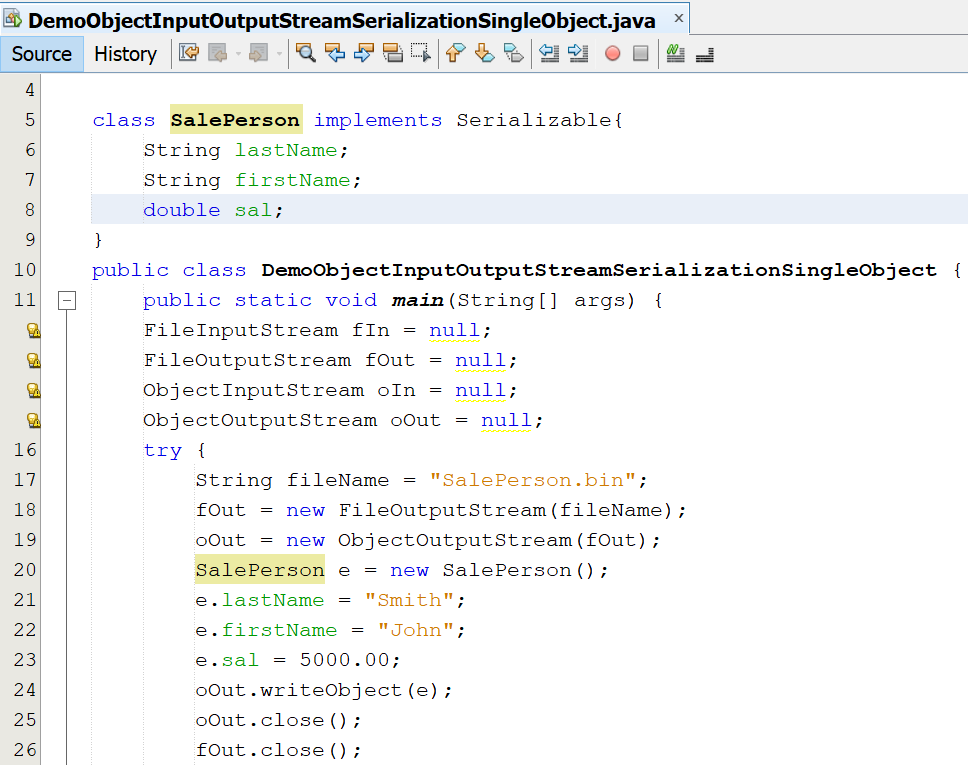 DemoObjectInputOutputStreamSerializationSingleObject.java ×
Source History
4
5 class SalePerson implements Serializable{
6 String lastName;
7 String firstName;
8 double sal;
9 }
10 public class DemoObjectInputOutputStreamSerializationSingleObject {
11 public static void main(String[] args) {
FileInputStream fIn = null;
FileOutputStream fOut = null;
ObjectInputStream oIn = null;
ObjectOutputStream oOut = null;
16 try {
17 String fileName = "SalePerson.bin";
18 fOut = new FileOutputStream(fileName);
19 oOut = new ObjectOutputStream(fOut);
20 SalePerson e = new SalePerson();
21 e.lastName = "Smith";
22 e.firstName = "John";
23 e.sal = 5000.00;
24 oOut.writeObject(e);
25 oOut.close();
26 fOut.close();